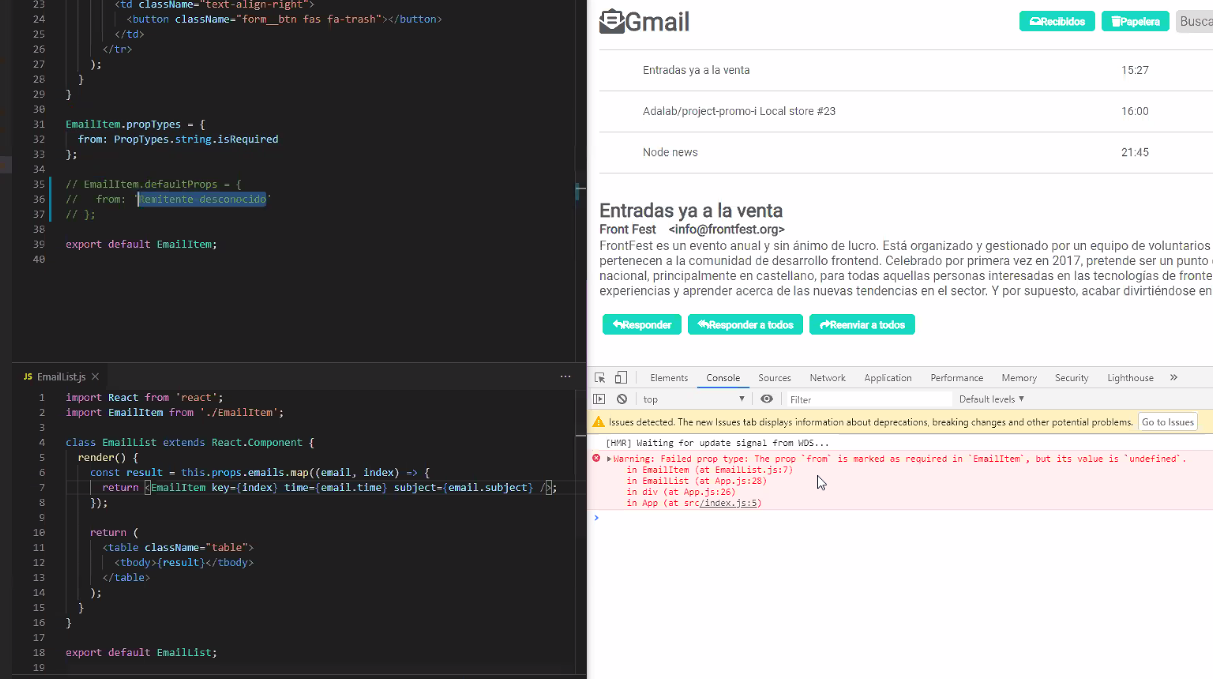 23 <td className="text-align-right">
24 <button className="form__btn fas fa-trash"></button>
25 </td>
26 </tr>
27 );
28 }
29 }
30
31 EmailItem.propTypes = {
32 from: PropTypes.string.isRequired
33 };
34
35 // EmailItem.defaultProps = {
36 // from: 'Remitente desconocido'
37 // };
38
39 export default EmailItem;
40
JS EmailList.js × ...
1 import React from 'react';
2 import EmailItem from './EmailItem';
3
4 class EmailList extends React.Component {
5 render() {
6 const result = this.props.emails.map((email, index) => {
7 return <EmailItem key={index} time={email.time} subject={email.subject} />;
8 });
9
10 return (
11 <table className="table">
12 <tbody>{result}</tbody>
13 </table>
14 );
15 }
16 }
17
18 export default EmailList;
19
Gmail Recibidos Papelera Busca
Entradas ya a la venta 15:27
Adalab/project-promo-i Local store #23 16:00
Node news 21:45
Entradas ya a la venta
Front Fest <info@frontfest.org>
FrontFest es un evento anual y sin ánimo de lucro. Está organizado y gestionado por un equipo de voluntarios
pertenecen a la comunidad de desarrollo frontend. Celebrado por primera vez en 2017, pretende ser un punto
nacional, principalmente en castellano, para todas aquellas personas interesadas en las tecnologías de fronte
experiencias y aprender acerca de las nuevas tendencias en el sector. Y por supuesto, acabar divirtiéndose en
Responder Responder a todos Reenviar a todos
Elements Console Sources Network Application Performance Memory Security Lighthouse »
top Filter Default levels
Issues detected. The new Issues tab displays information about deprecations, breaking changes and other potential problems. Go to Issues
[HMR] Waiting for update signal from WDS...
Warning: Failed prop type: The prop `from` is marked as required in `EmailItem`, but its value is `undefined`.
in EmailItem (at EmailList.js:7)
in EmailList (at App.js:28)
in div (at App.js:26)
in App (at src/index.js:5)